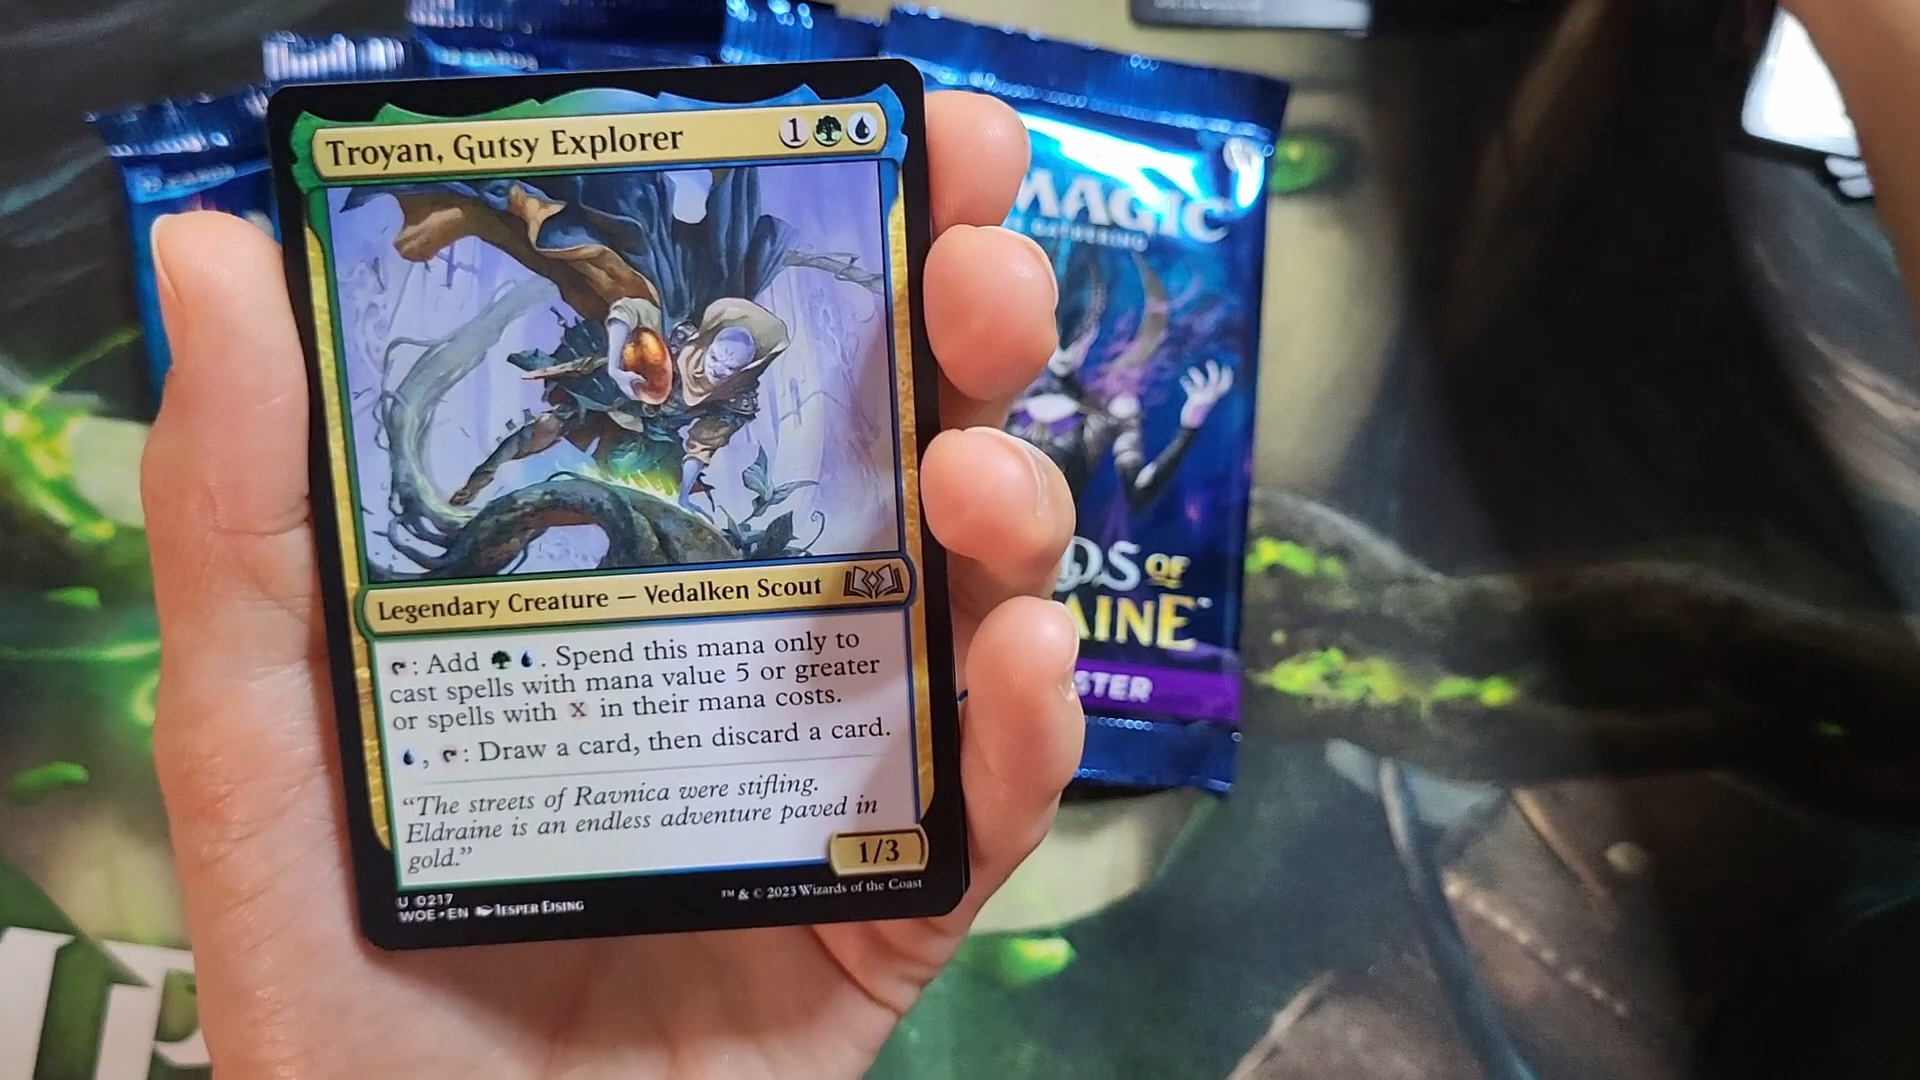 Troyan, Gutsy Explorer 1
Legendary Creature — Vedalken Scout
: Add . Spend this mana only to
cast spells with mana value 5 or greater
or spells with X in their mana costs.
, : Draw a card, then discard a card.
“The streets of Ravnica were stifling.
Eldraine is an endless adventure paved in
gold.”
1/3
U 0217
WOE • EN Jesper Ejsing
™ & © 2023 Wizards of the Coast
MAGIC
GATHERING
DS OF
AINE™
STER
CARDS